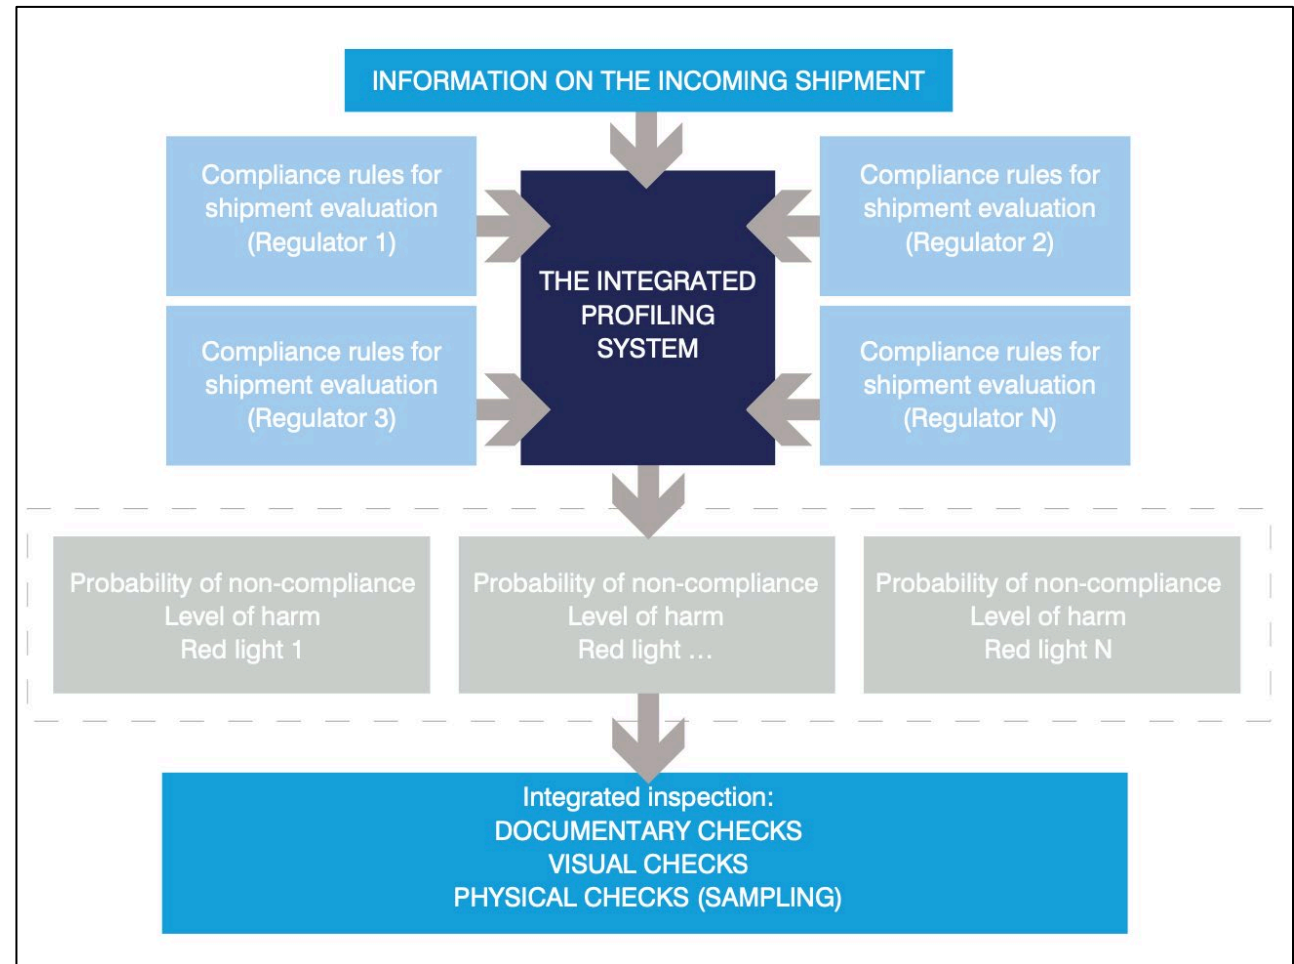 INFORMATION ON THE INCOMING SHIPMENT
Compliance rules for
shipment evaluation
(Regulator 1)
Compliance rules for
shipment evaluation
(Regulator 2)
THE INTEGRATED
PROFILING
SYSTEM
Compliance rules for
shipment evaluation
(Regulator 3)
Compliance rules for
shipment evaluation
(Regulator N)
Probability of non-compliance
Level of harm
Red light 1
Probability of non-compliance
Level of harm
Red light …
Probability of non-compliance
Level of harm
Red light N
Integrated inspection:
DOCUMENTARY CHECKS
VISUAL CHECKS
PHYSICAL CHECKS (SAMPLING)